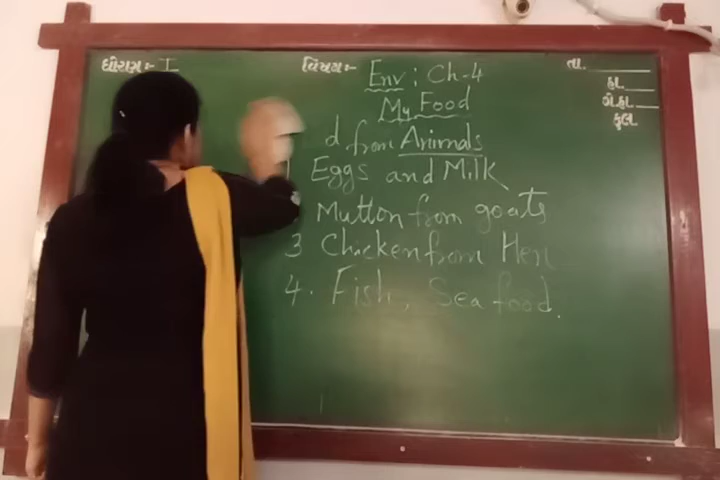 ધોરણ:- I
વિષય:- Env : Ch-4
તા.
હા.
ગે.હા.
કુલ
My Food
d from Animals
1 Eggs and Milk
Mutton from goats
3 Chicken from Hen
4. Fish, Sea food.